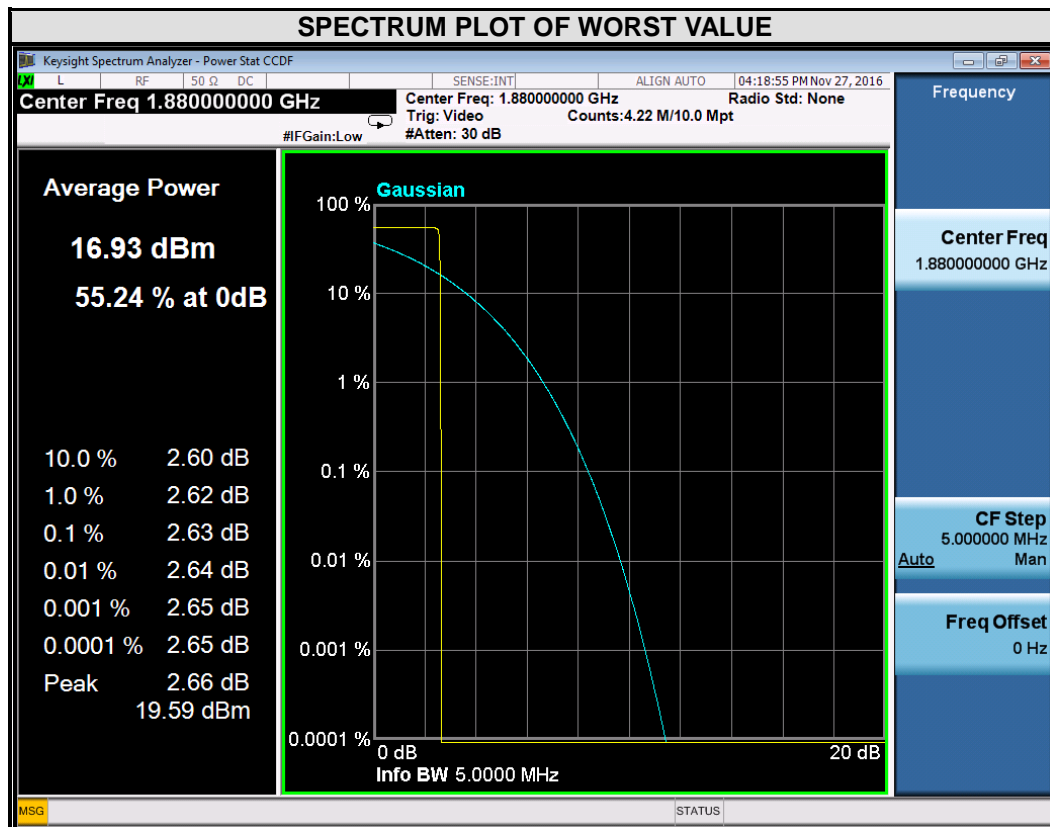 SPECTRUM PLOT OF WORST VALUE
Keysight Spectrum Analyzer - Power Stat CCDF
LXI L RF 50 Ω DC SENSE:INT ALIGN AUTO 04:18:55 PM Nov 27, 2016
Center Freq 1.880000000 GHz
Center Freq: 1.880000000 GHz Radio Std: None
Trig: Video Counts:4.22 M/10.0 Mpt
#IFGain:Low #Atten: 30 dB
Frequency
Average Power
16.93 dBm
55.24 % at 0dB
10.0 % 2.60 dB
1.0 % 2.62 dB
0.1 % 2.63 dB
0.01 % 2.64 dB
0.001 % 2.65 dB
0.0001 % 2.65 dB
Peak 2.66 dB
19.59 dBm
Gaussian
100 %
10 %
1 %
0.1 %
0.01 %
0.001 %
0.0001 %
0 dB 20 dB
Info BW 5.0000 MHz
Center Freq
1.880000000 GHz
CF Step
5.000000 MHz
Auto Man
Freq Offset
0 Hz
MSG STATUS